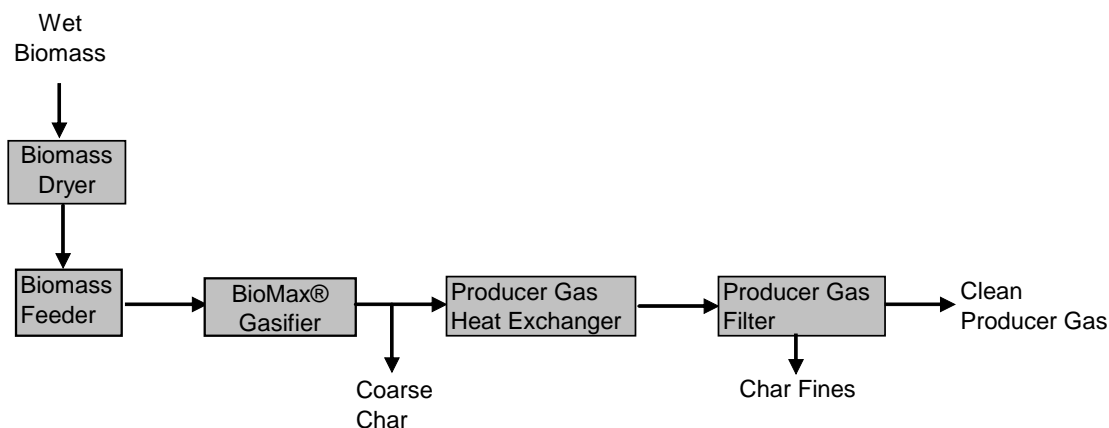 Wet
Biomass
Biomass
Dryer
Biomass
Feeder
BioMax®
Gasifier
Producer Gas
Heat Exchanger
Producer Gas
Filter
Clean
Producer Gas
Coarse
Char
Char Fines